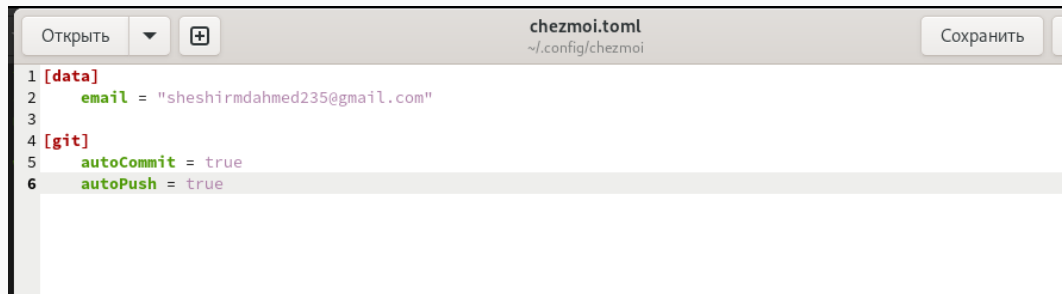 Открыть
chezmoi.toml
~/.config/chezmoi
Сохранить
1 [data]
2     email = "sheshirmdahmed235@gmail.com"
3
4 [git]
5     autoCommit = true
6     autoPush = true